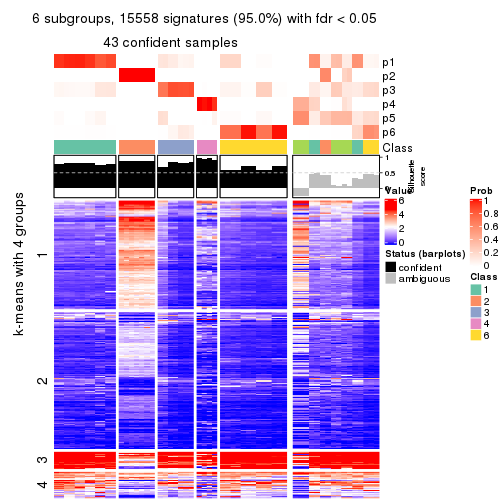 6 subgroups, 15558 signatures (95.0%) with fdr < 0.05
43 confident samples
p1
p2
p3
p4
p5
p6
Class
1
0.5
0
Silhouette
score
k-means with 4 groups
1
2
3
4
Value
6
4
2
0
Status (barplots)
confident
ambiguous
Prob
1
0.8
0.6
0.4
0.2
0
Class
1
2
3
4
5
6